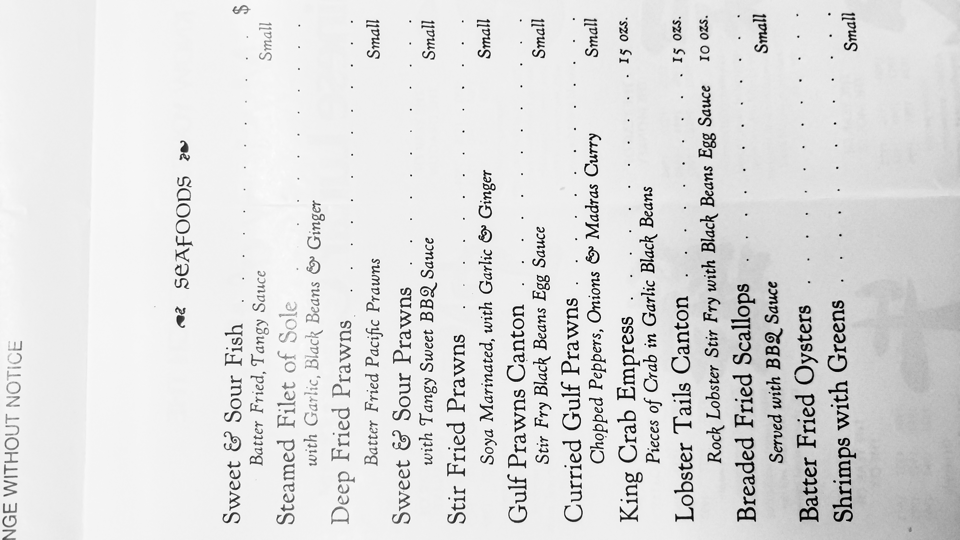 NGE WITHOUT NOTICE
SEAFOODS
Sweet & Sour Fish . . . . . . . . . . $
Batter Fried, Tangy Sauce Small
Steamed Filet of Sole . . . . . . . . . .
with Garlic, Black Beans & Ginger
Deep Fried Prawns . . . . . . . . . .
Batter Fried Pacific Prawns Small
Sweet & Sour Prawns . . . . . . . . . .
with Tangy Sweet BBQ Sauce Small
Stir Fried Prawns . . . . . . . . . .
Soya Marinated, with Garlic & Ginger Small
Gulf Prawns Canton . . . . . . . . . .
Stir Fry Black Beans Egg Sauce Small
Curried Gulf Prawns . . . . . . . . . .
Chopped Peppers, Onions & Madras Curry Small
King Crab Empress . . . . . . . . . . 15 ozs.
Pieces of Crab in Garlic Black Beans
Lobster Tails Canton . . . . . . . . . . 15 ozs.
Rock Lobster Stir Fry with Black Beans Egg Sauce 10 ozs.
Breaded Fried Scallops . . . . . . . . . .
Served with BBQ Sauce Small
Batter Fried Oysters . . . . . . . . . .
Shrimps with Greens . . . . . . . . . .
Small